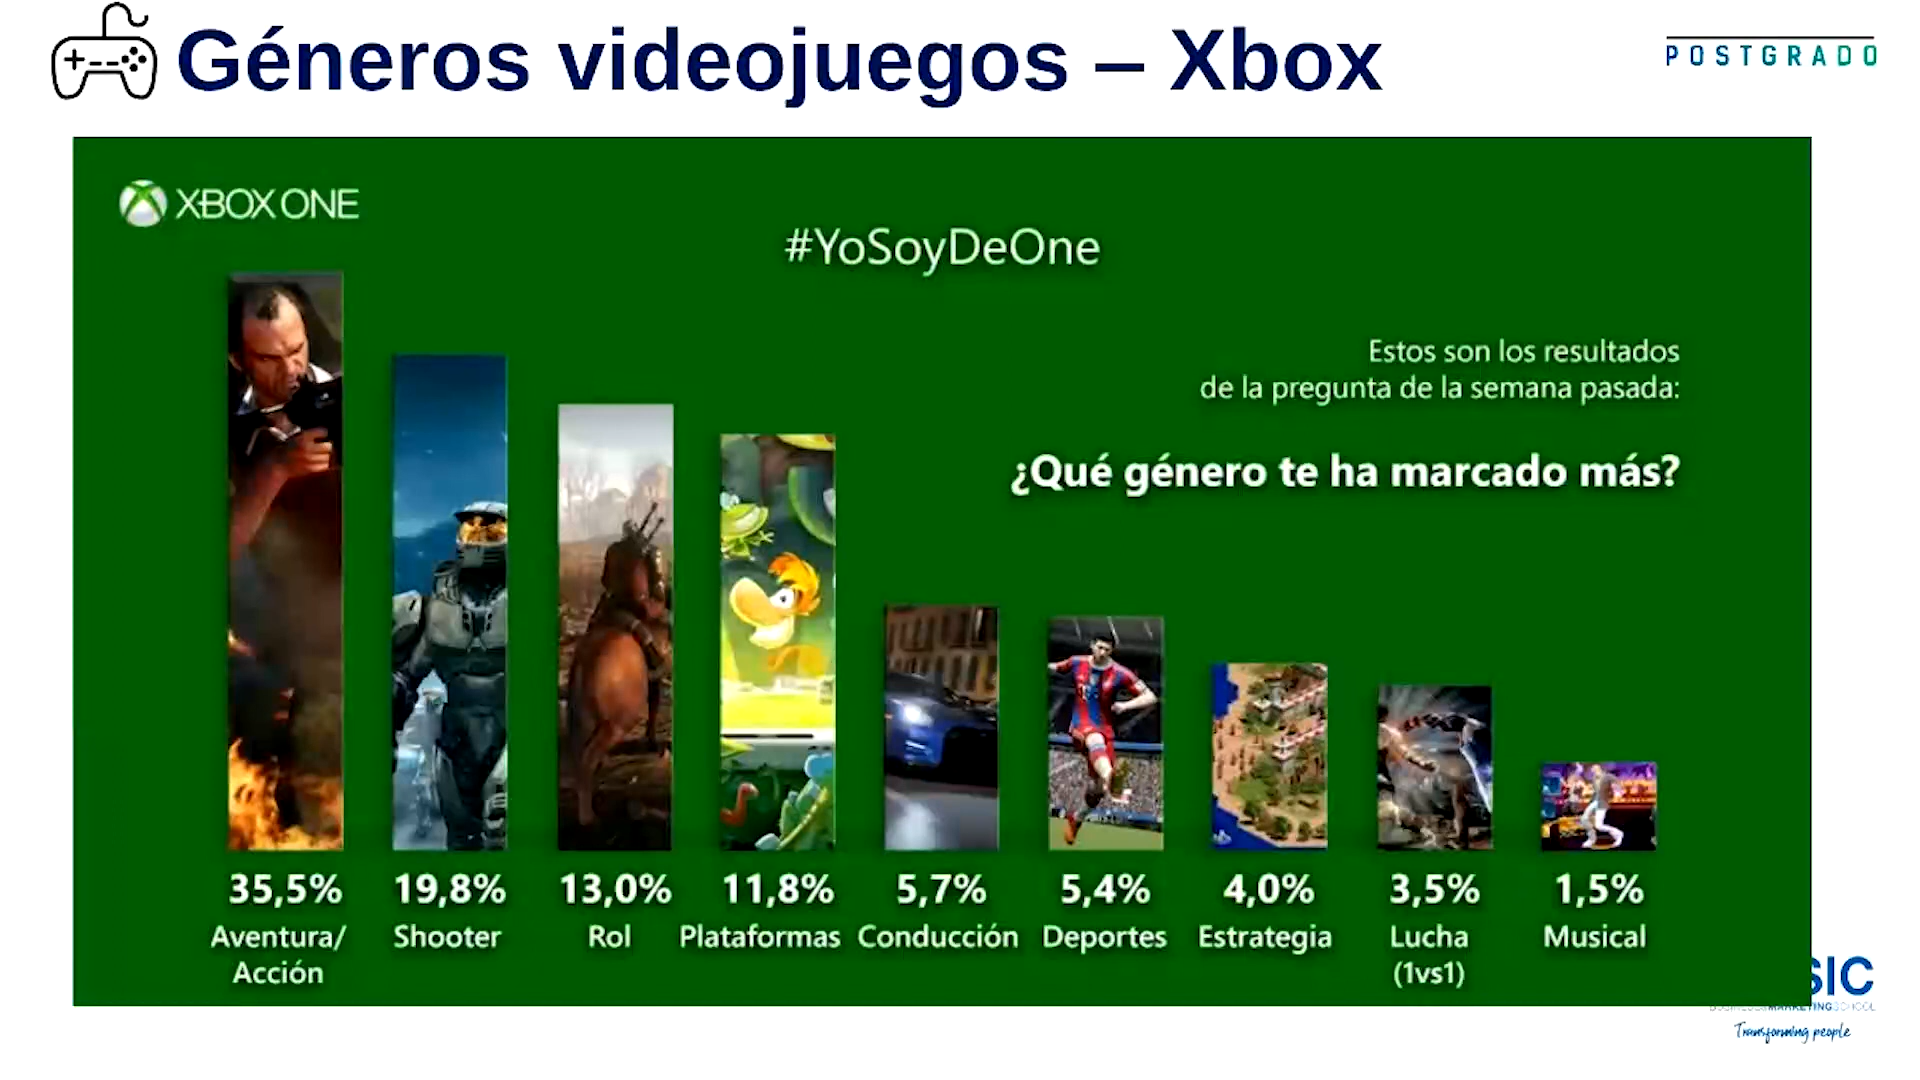 Géneros videojuegos – Xbox
POSTGRADO
XBOX ONE
#YoSoyDeOne
Estos son los resultados
de la pregunta de la semana pasada:
¿Qué género te ha marcado más?
35,5% 19,8% 13,0% 11,8% 5,7% 5,4% 4,0% 3,5% 1,5%
Aventura/ Shooter Rol Plataformas Conducción Deportes Estrategia Lucha Musical
Acción (1vs1)
SIC
MARKETINGSCHOOL
Transforming people